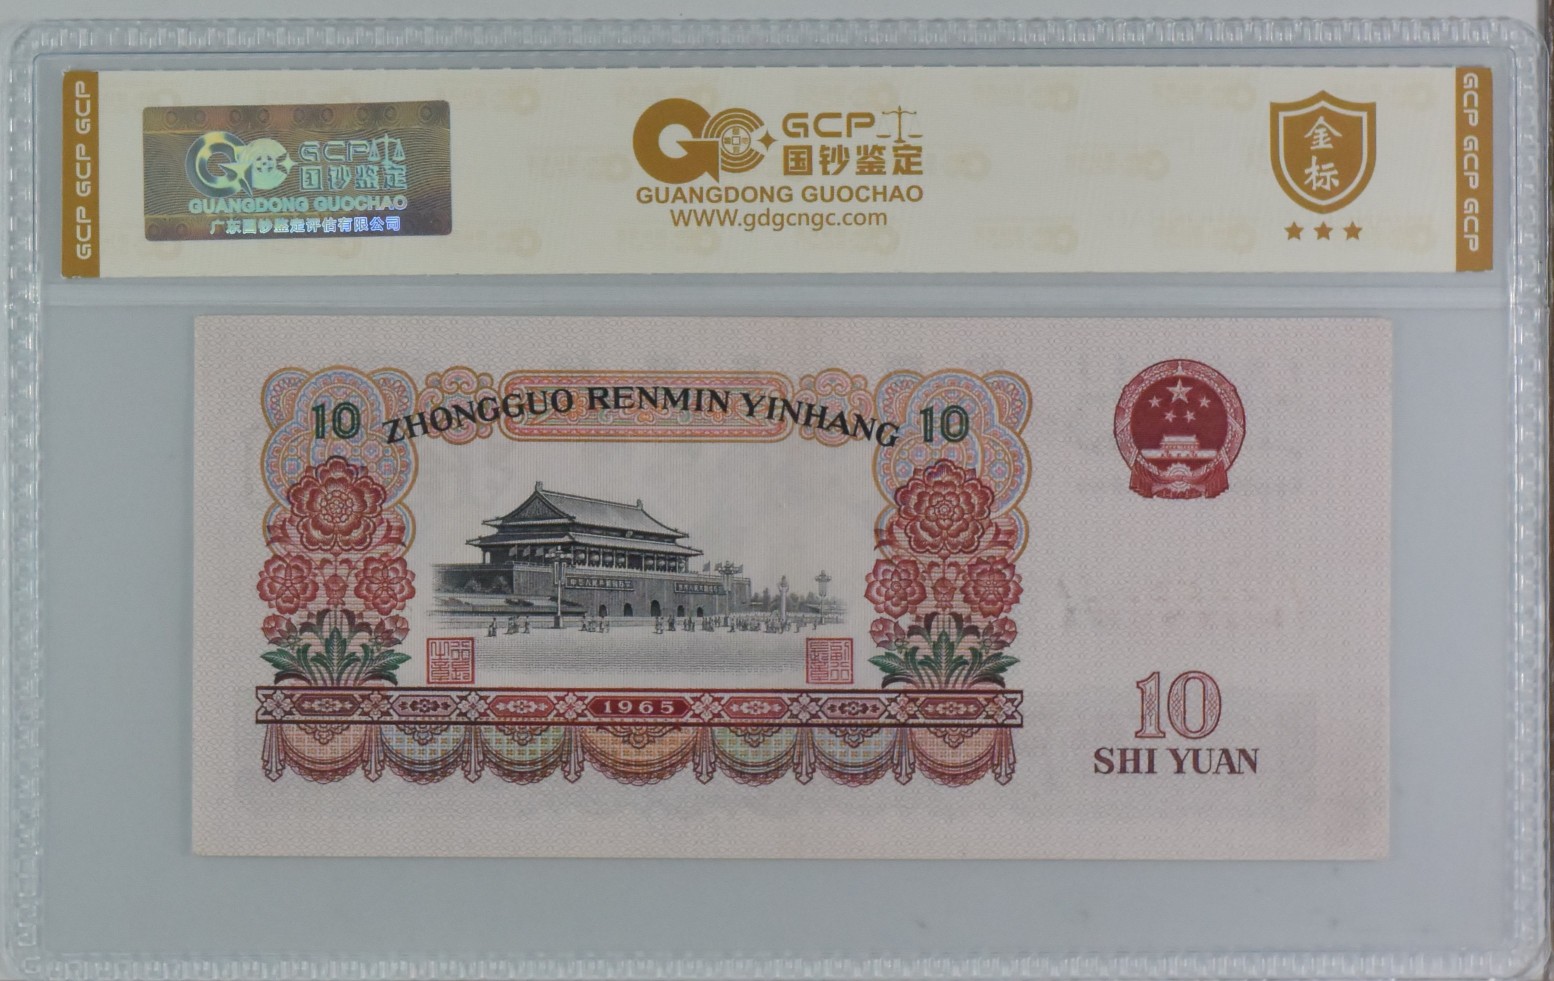 GCP GCP GCP
GCP
国钞鉴定
GUANGDONG GUOCHAO
广东国钞鉴定评估有限公司
GCP
国钞鉴定
GUANGDONG GUOCHAO
WWW.gdgcngc.com
金标
GCP GCP GCP
10 ZHONGGUO RENMIN YINHANG 10
1965
10
SHI YUAN